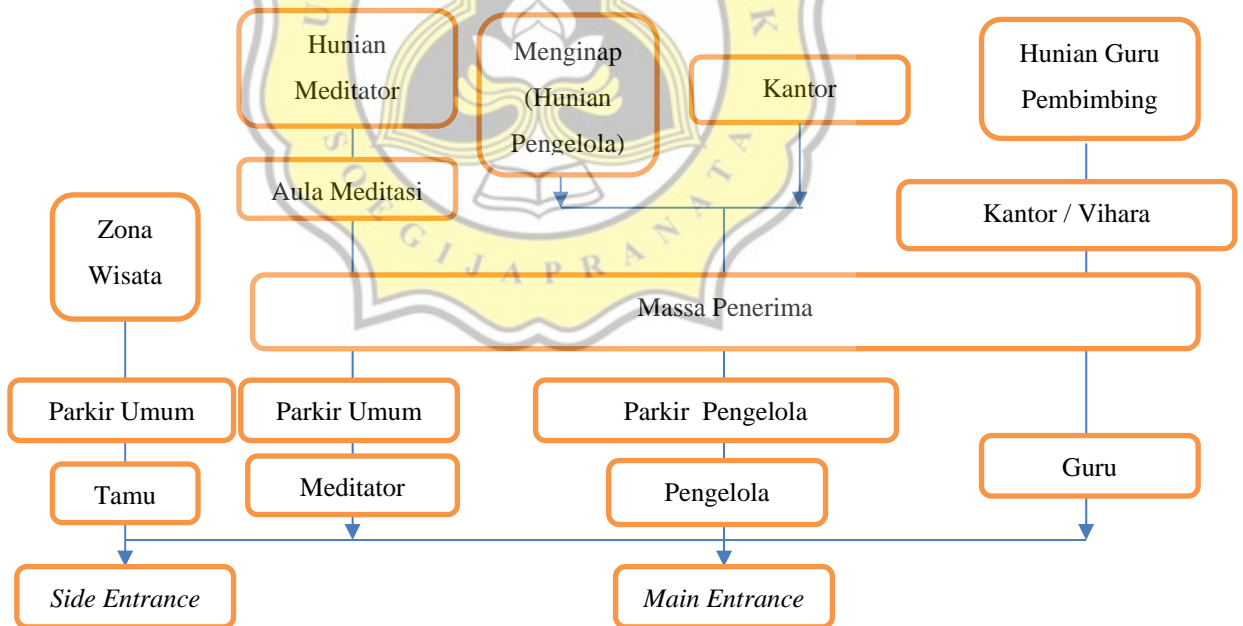 Hunian
Meditator
Menginap
(Hunian
Pengelola)
Kantor
Hunian Guru
Pembimbing
Aula Meditasi
Kantor / Vihara
Zona
Wisata
SOEGIJAPRANATA
Massa Penerima
Parkir Umum
Parkir Umum
Parkir Pengelola
Tamu
Meditator
Pengelola
Guru
Side Entrance
Main Entrance